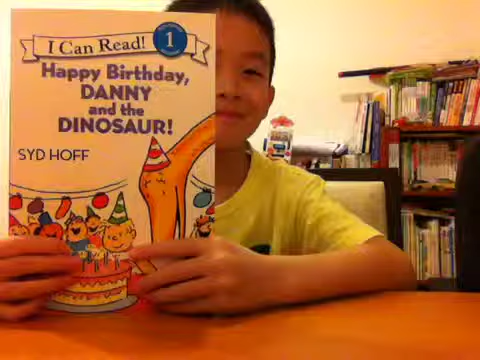 I Can Read! 1
Happy Birthday,
DANNY
and the
DINOSAUR!
SYD HOFF